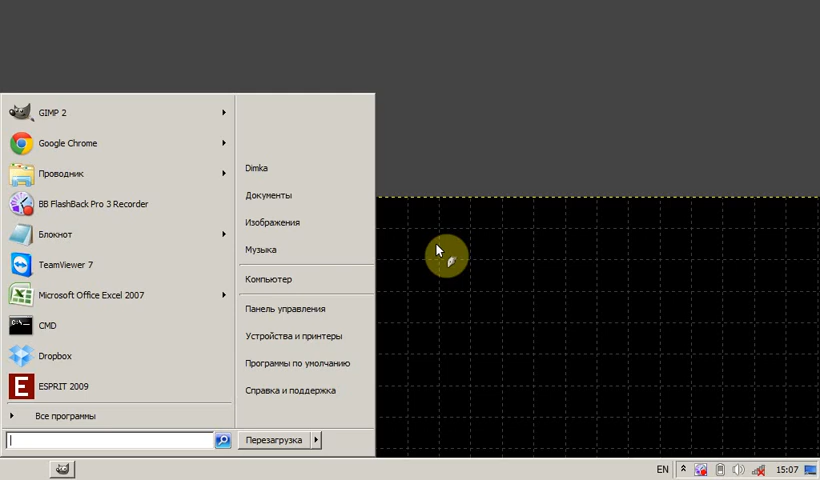 GIMP 2
Google Chrome
Проводник
BB FlashBack Pro 3 Recorder
Блокнот
TeamViewer 7
Microsoft Office Excel 2007
CMD
Dropbox
ESPRIT 2009
Все программы
Dimka
Документы
Изображения
Музыка
Компьютер
Панель управления
Устройства и принтеры
Программы по умолчанию
Справка и поддержка
Перезагрузка
EN
15:07